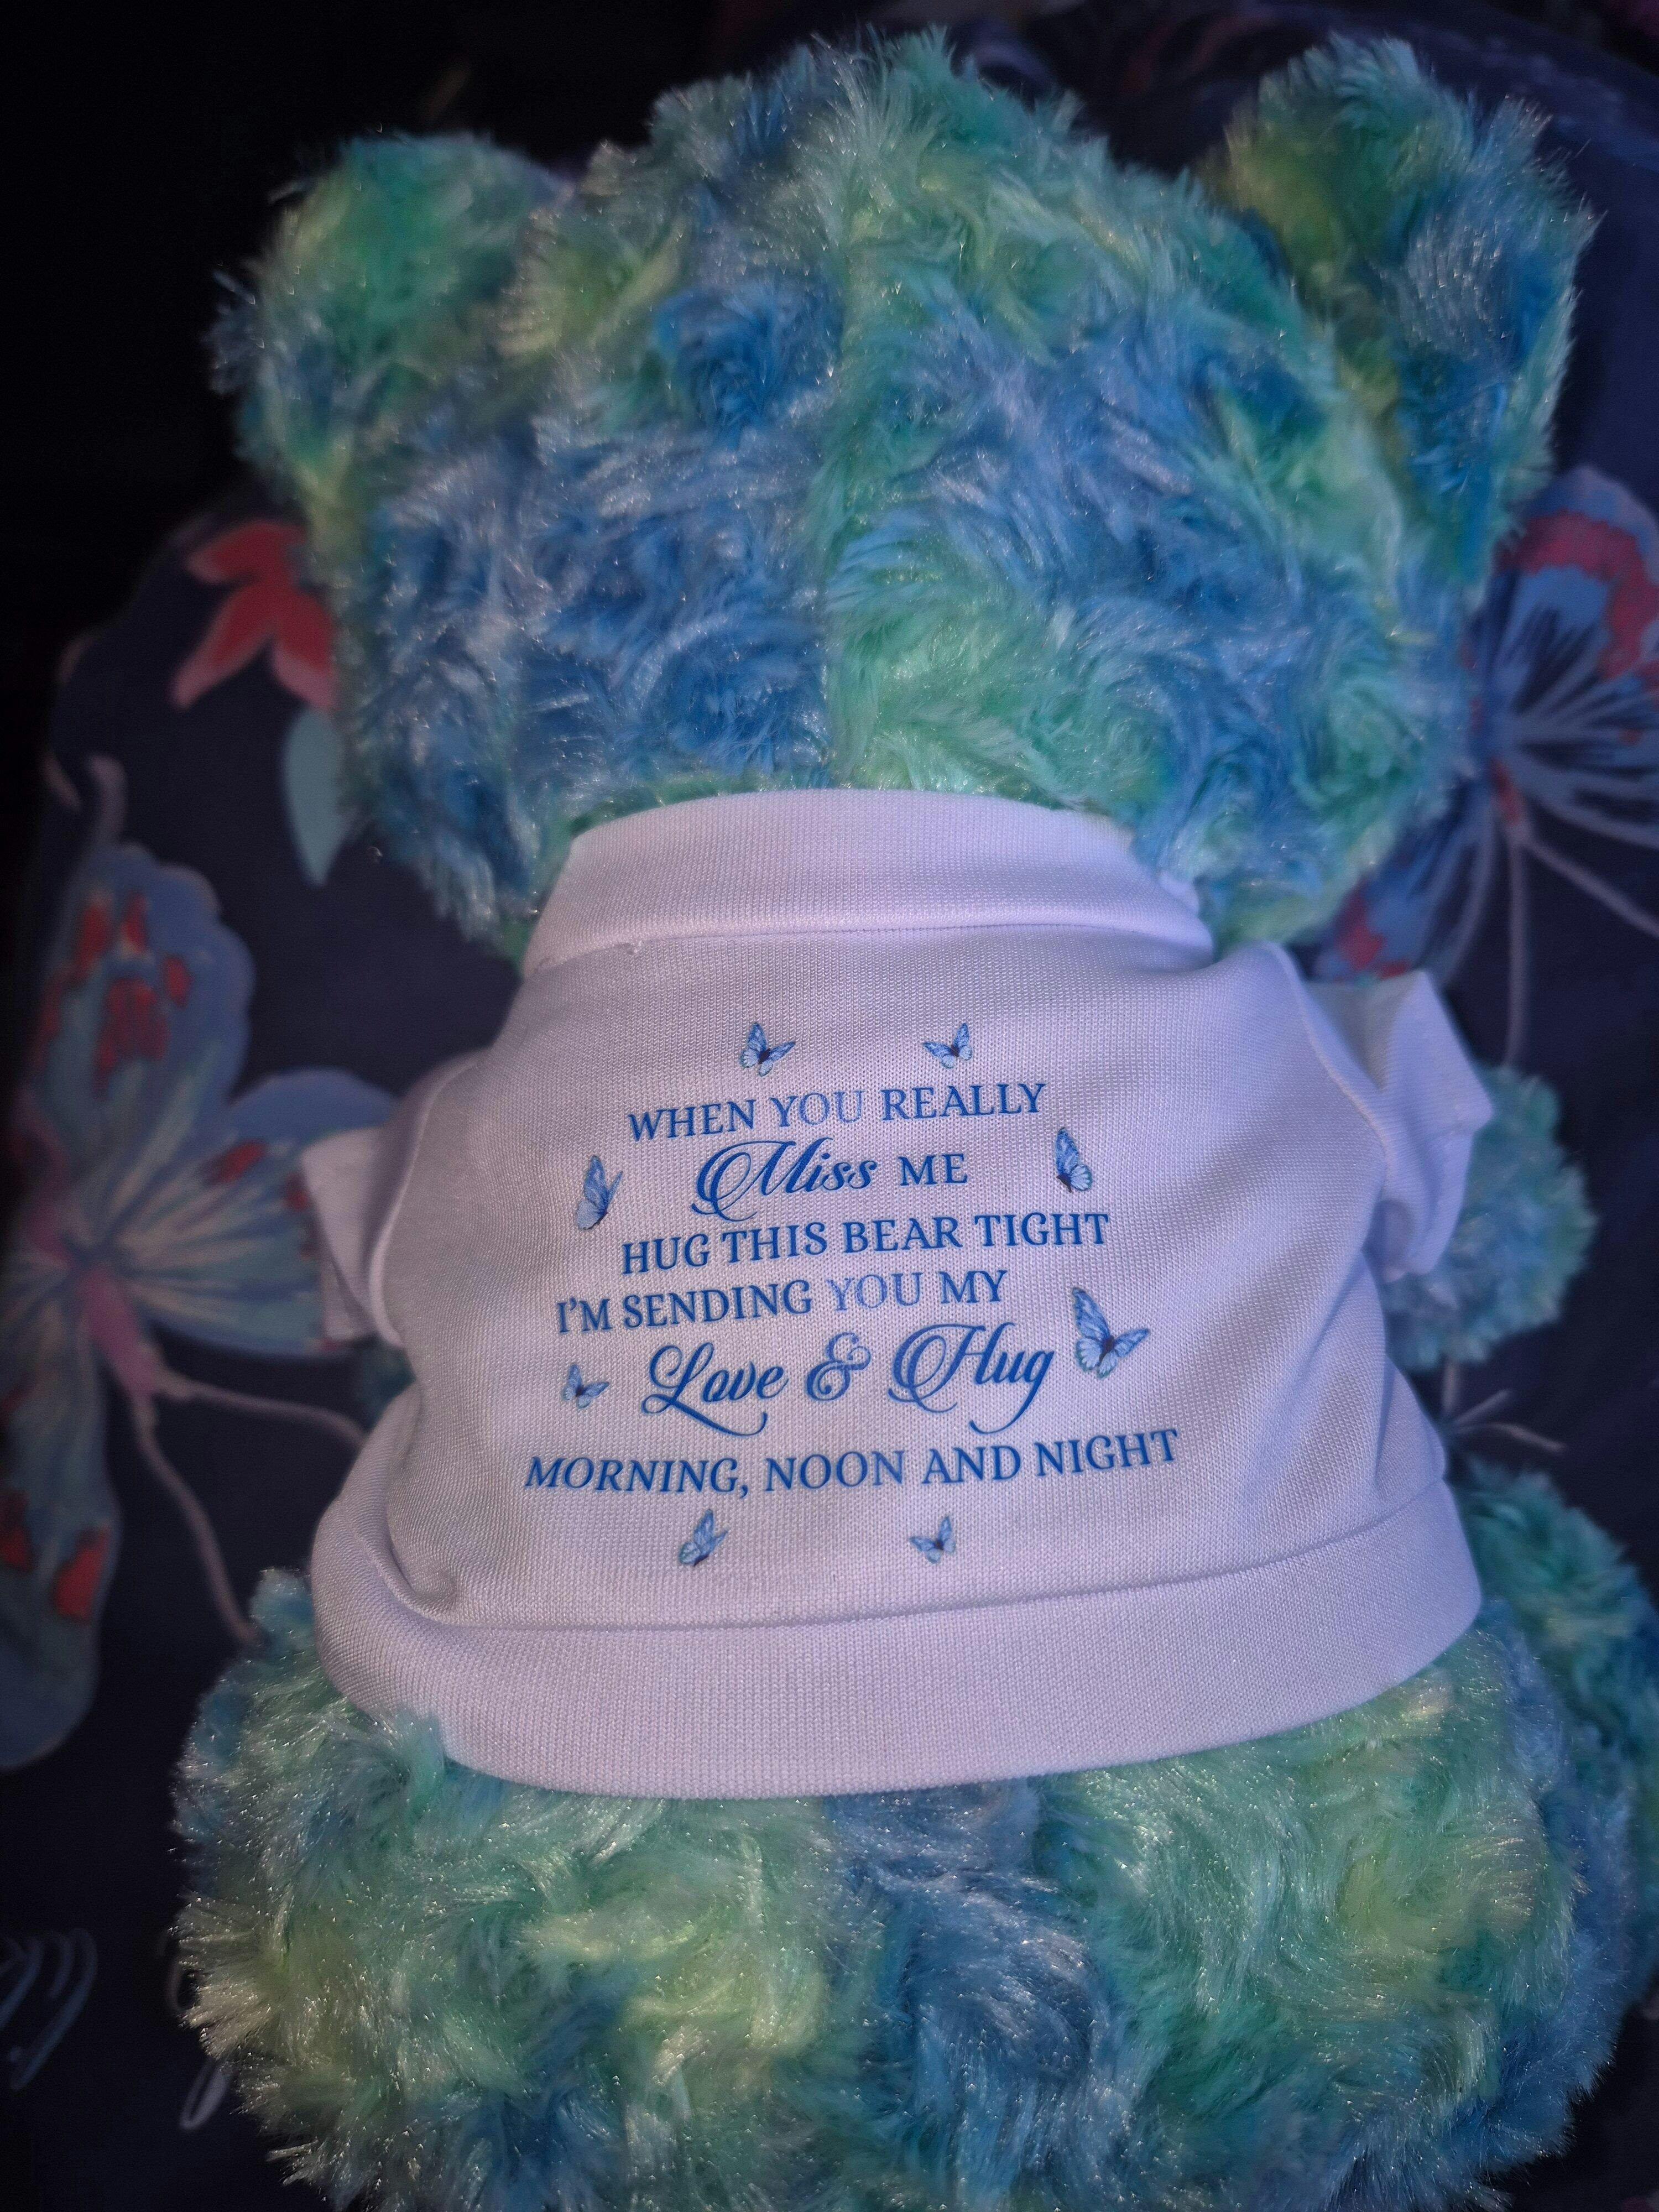 WHEN YOU REALLY
Miss ME
HUG THIS BEAR TIGHT
I'M SENDING YOU MY
Love & Hug
MORNING, NOON AND NIGHT